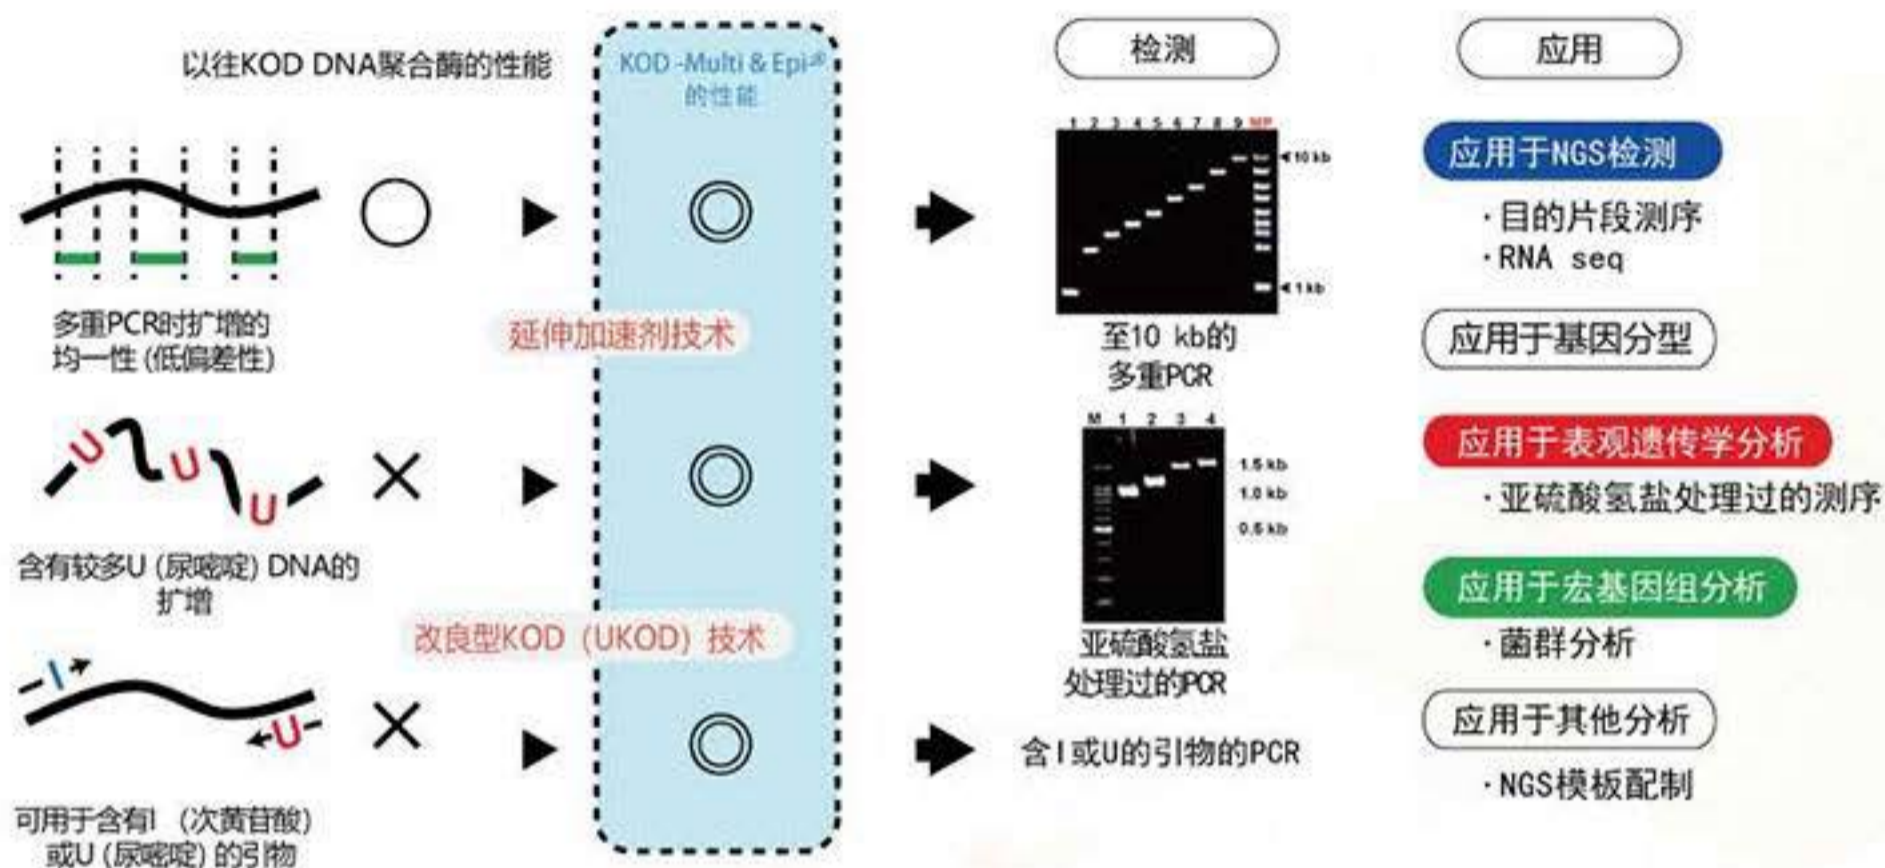 以往KOD DNA聚合酶的性能
KOD -Multi & Epi-®
的性能
检测
应用
1 2 3 4 5 6 7 8 9 MP
10 kb
1 kb
应用于NGS检测
·目的片段测序
·RNA seq
多重PCR时扩增的
均一性(低偏差性)
延伸加速剂技术
至10 kb的
多重PCR
应用于基因分型
U U U
M 1 2 3 4
1.5 kb
1.0 kb
0.5 kb
应用于表观遗传学分析
·亚硫酸氢盐处理过的测序
含有较多U(尿嘧啶)DNA的
扩增
应用于宏基因组分析
·菌群分析
改良型KOD(UKOD)技术
亚硫酸氢盐
处理过的PCR
I
U
含I或U的引物的PCR
应用于其他分析
·NGS模板配制
可用于含有I (次黄苷酸)
或U(尿嘧啶)的引物